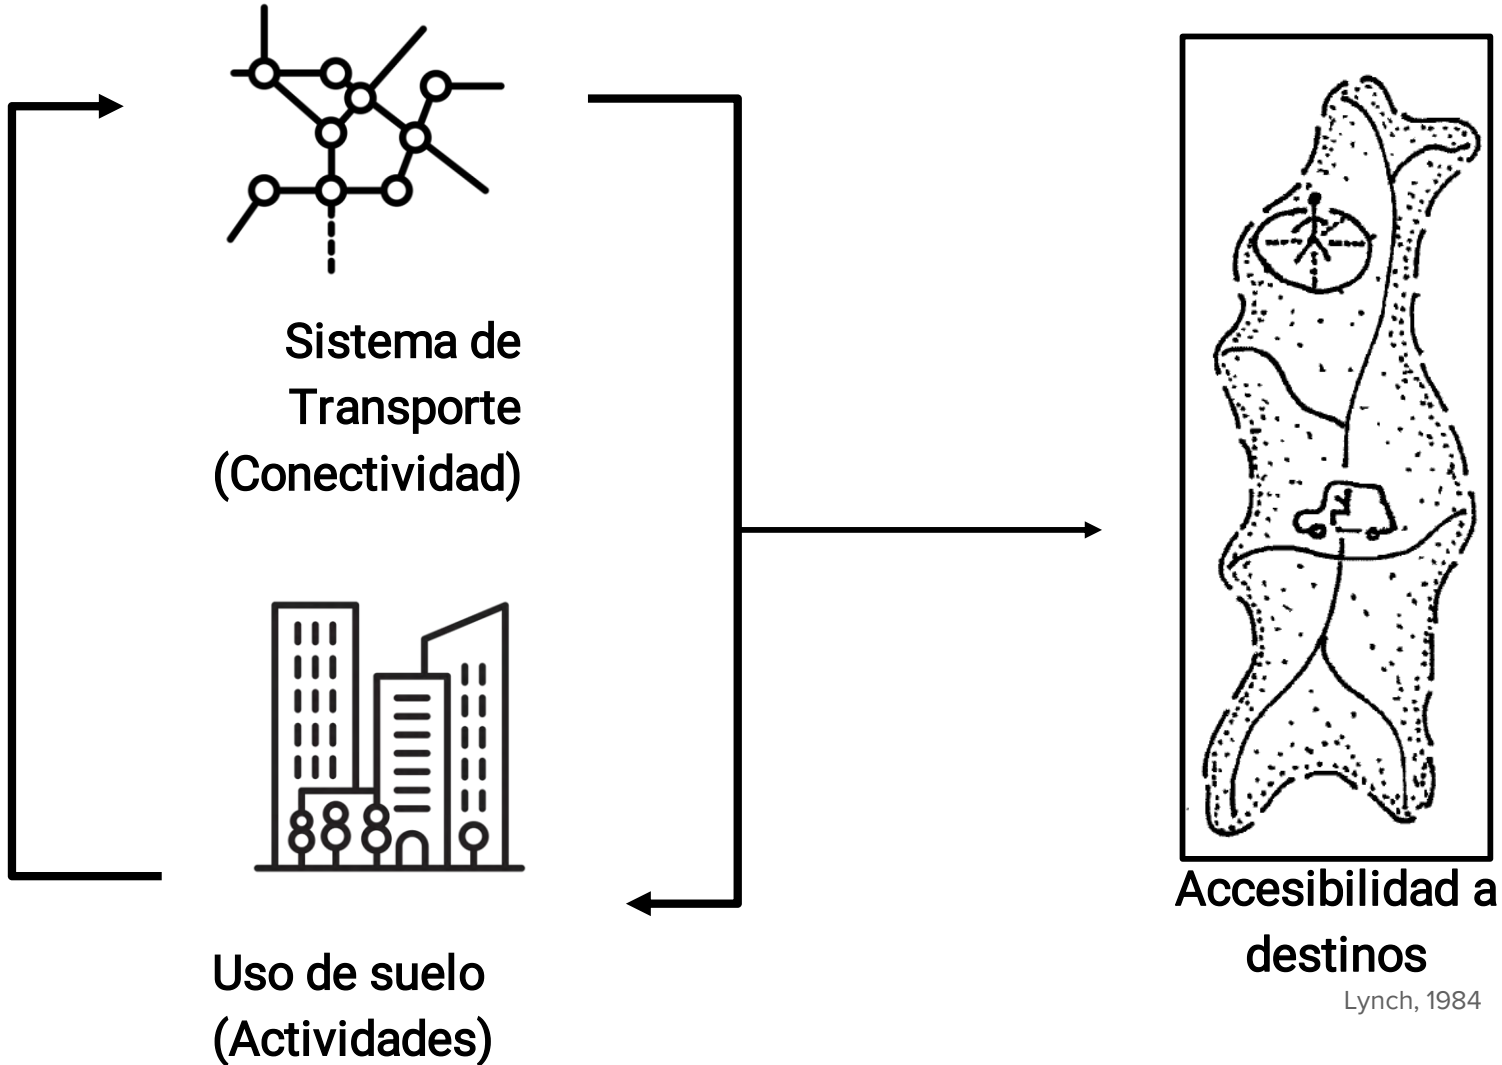 Sistema de
Transporte
(Conectividad)
Uso de suelo
(Actividades)
Accesibilidad a
destinos
Lynch, 1984